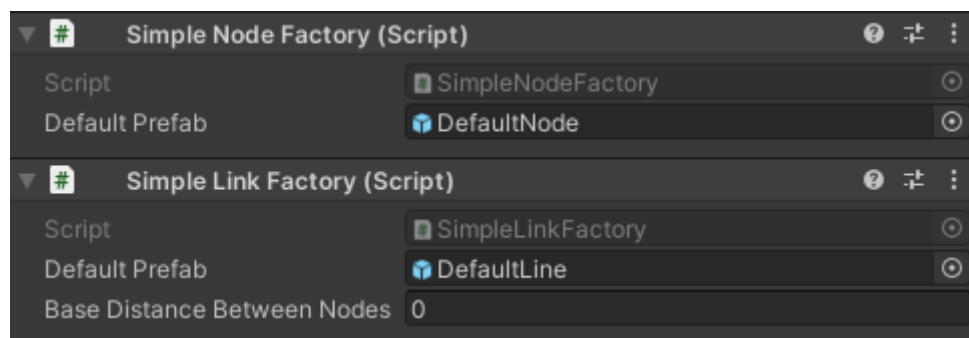 # Simple Node Factory (Script)
Script # SimpleNodeFactory
Default Prefab DefaultNode
# Simple Link Factory (Script)
Script # SimpleLinkFactory
Default Prefab DefaultLine
Base Distance Between Nodes 0